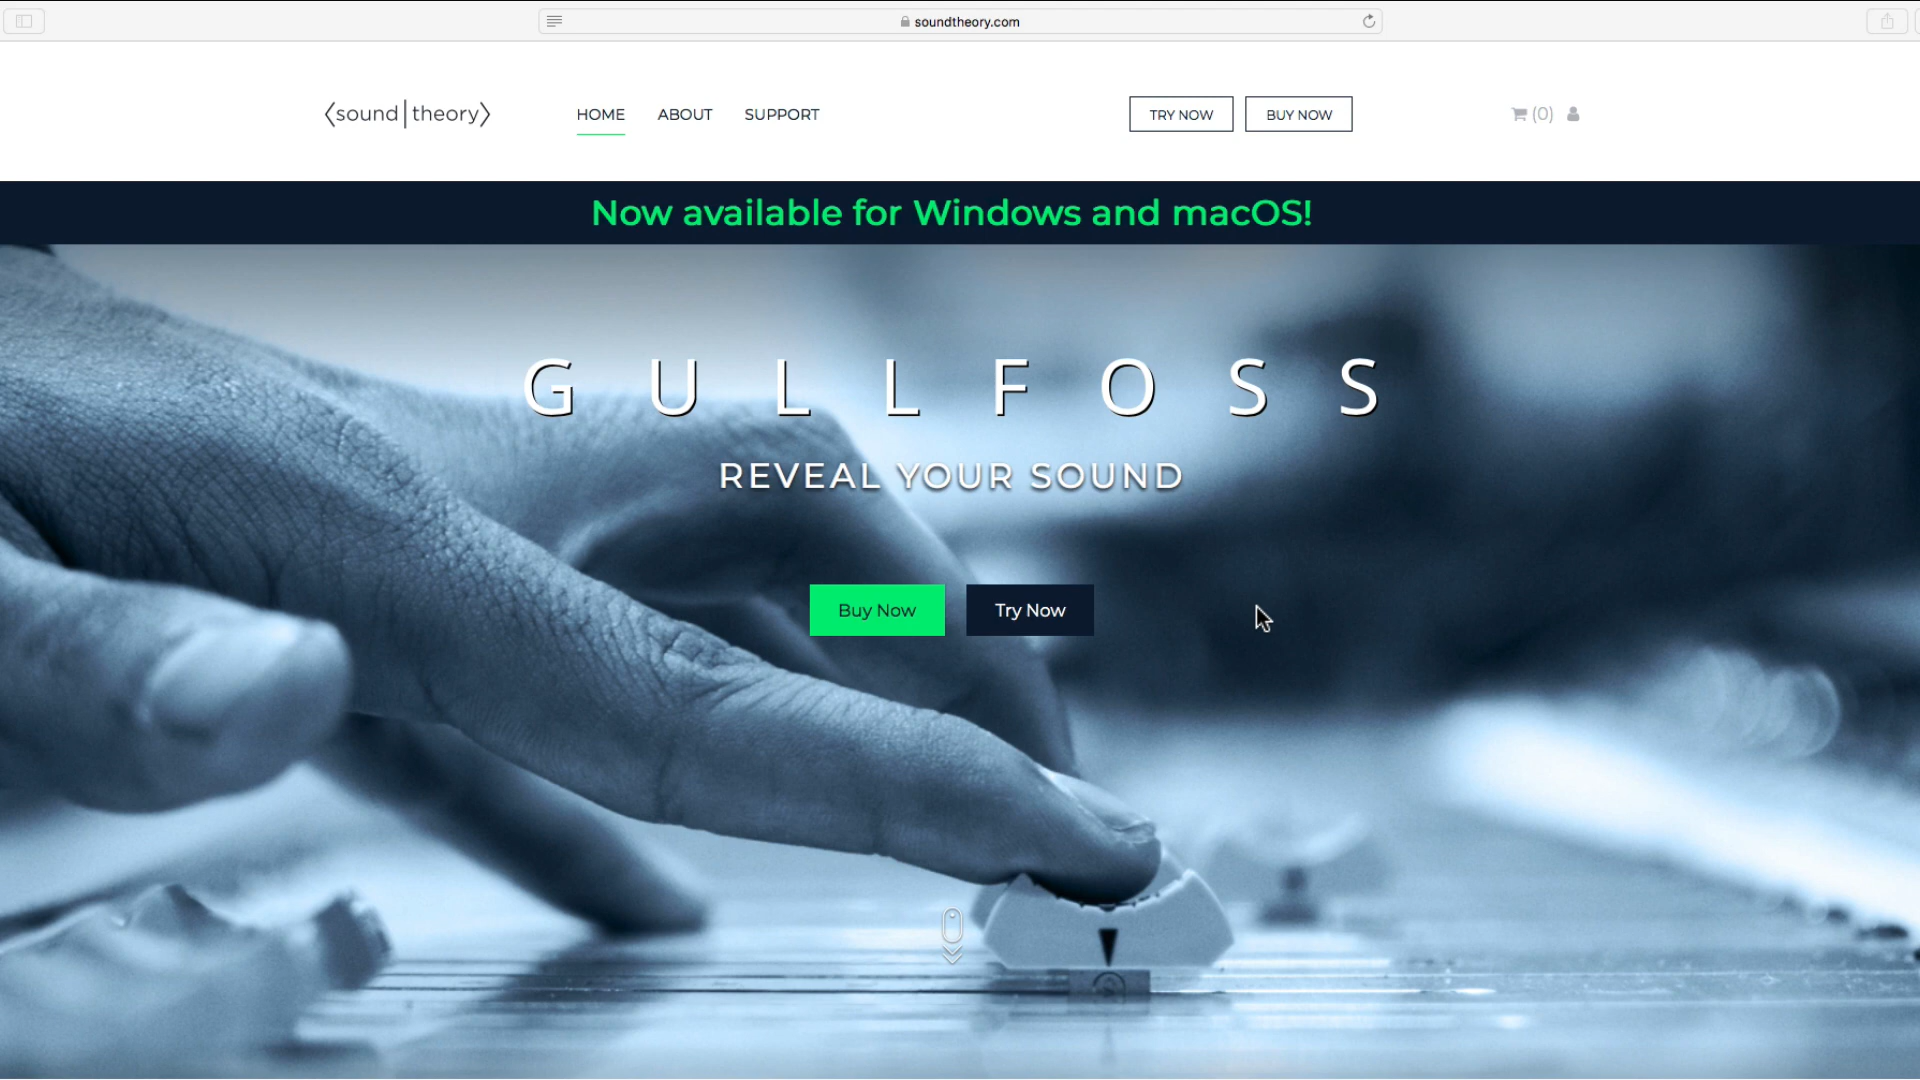 soundtheory.com
sound theory
HOME
ABOUT
SUPPORT
TRY NOW
BUY NOW
(0)
Now available for Windows and macOS!
GULLFOSS
REVEAL YOUR SOUND
Buy Now
Try Now